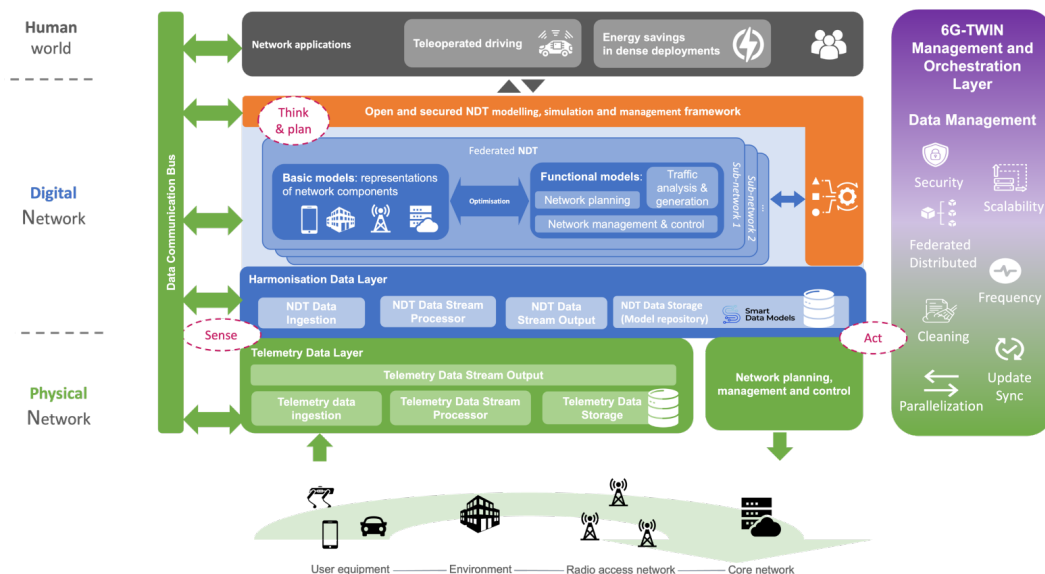 Human
world
Digital
Network
Physical
Network
Data Communication Bus
Network applications
Teleoperated driving
Energy savings
in dense deployments
Think
& plan
Open and secured NDT modelling, simulation and management framework
Federated NDT
Basic models: representations
of network components
Optimisation
Functional models:
Traffic
analysis &
generation
Network planning
Network management & control
Sub-network 1
Sub-network 2
...
Harmonisation Data Layer
NDT Data
Ingestion
NDT Data Stream
Processor
NDT Data
Stream Output
NDT Data Storage
(Model repository)
Smart
Data Models
Sense
Act
Telemetry Data Layer
Telemetry Data Stream Output
Telemetry data
ingestion
Telemetry Data Stream
Processor
Telemetry Data
Storage
Network planning,
management and control
User equipment
Environment
Radio access network
Core network
6G-TWIN
Management and
Orchestration
Layer
Data Management
Security
Scalability
Federated
Distributed
Frequency
Cleaning
Update
Sync
Parallelization